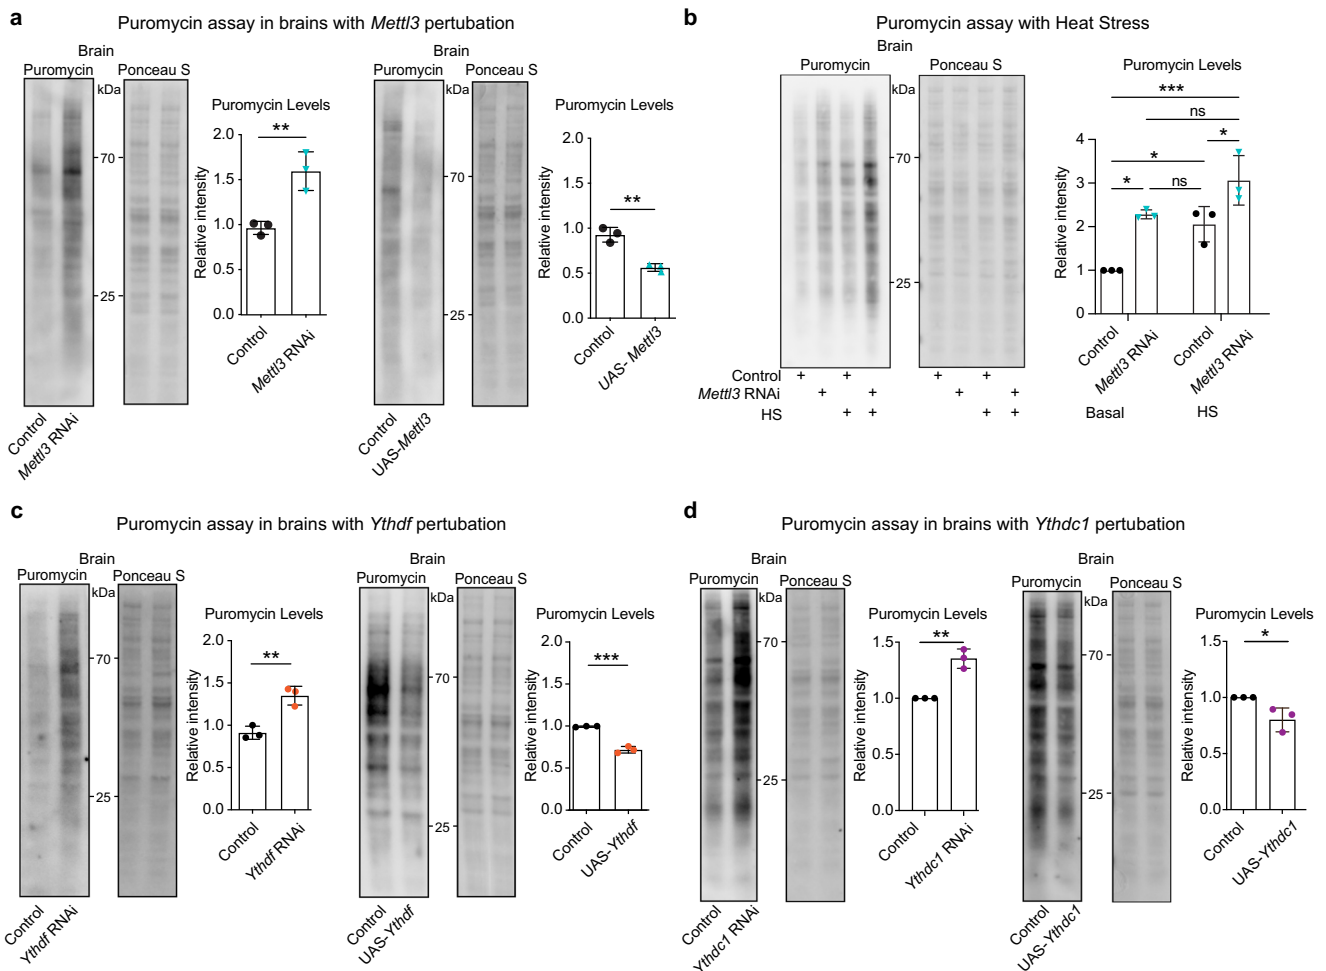 a
Puromycin assay in brains with Mettl3 pertubation
Brain
Puromycin
Ponceau S
kDa
70
25
Control
Mettl3 RNAi
Puromycin Levels
**
2.0
1.5
1.0
0.5
0.0
Relative intensity
Control
Mettl3 RNAi
Brain
Puromycin
Ponceau S
kDa
70
25
Control
UAS-Mettl3
Puromycin Levels
**
2.0
1.5
1.0
0.5
0.0
Relative intensity
Control
UAS- Mettl3
b
Puromycin assay with Heat Stress
Brain
Puromycin
Ponceau S
kDa
70
25
Control + + + +
Mettl3 RNAi + + + +
HS + + + +
Puromycin Levels
***
ns
*
*
*
ns
4
3
2
1
0
Relative intensity
Control
Mettl3 RNAi
Control
Mettl3 RNAi
Basal
HS
c
Puromycin assay in brains with Ythdf pertubation
Brain
Puromycin
Ponceau S
kDa
70
25
Control
Ythdf RNAi
Puromycin Levels
**
2.0
1.5
1.0
0.5
0.0
Relative intensity
Control
Ythdf RNAi
Brain
Puromycin
Ponceau S
kDa
70
25
Control
UAS-Ythdf
Puromycin Levels
***
2.0
1.5
1.0
0.5
0.0
Relative intensity
Control
UAS-Ythdf
d
Puromycin assay in brains with Ythdc1 pertubation
Brain
Puromycin
Ponceau S
kDa
70
25
Control
Ythdc1 RNAi
Puromycin Levels
**
1.5
1.0
0.5
0.0
Relative intensity
Control
Ythdc1 RNAi
Brain
Puromycin
Ponceau S
kDa
70
25
Control
UAS-Ythdc1
Puromycin Levels
*
1.5
1.0
0.5
0.0
Relative intensity
Control
UAS-Ythdc1